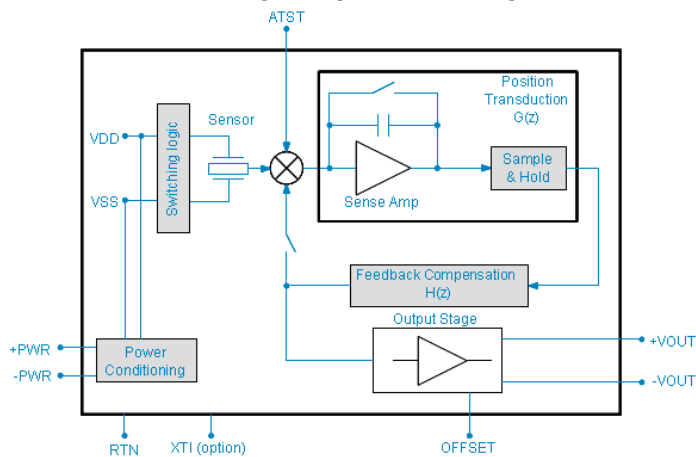 ATST
Position
Transduction
G(z)
Sensor
VDD
Switching logic
Sample
& Hold
VSS
Sense Amp
Feedback Compensation
H(z)
Output Stage
+PWR
Power
Conditioning
-PWR
+VOUT
-VOUT
RTN
XTI (option)
OFFSET